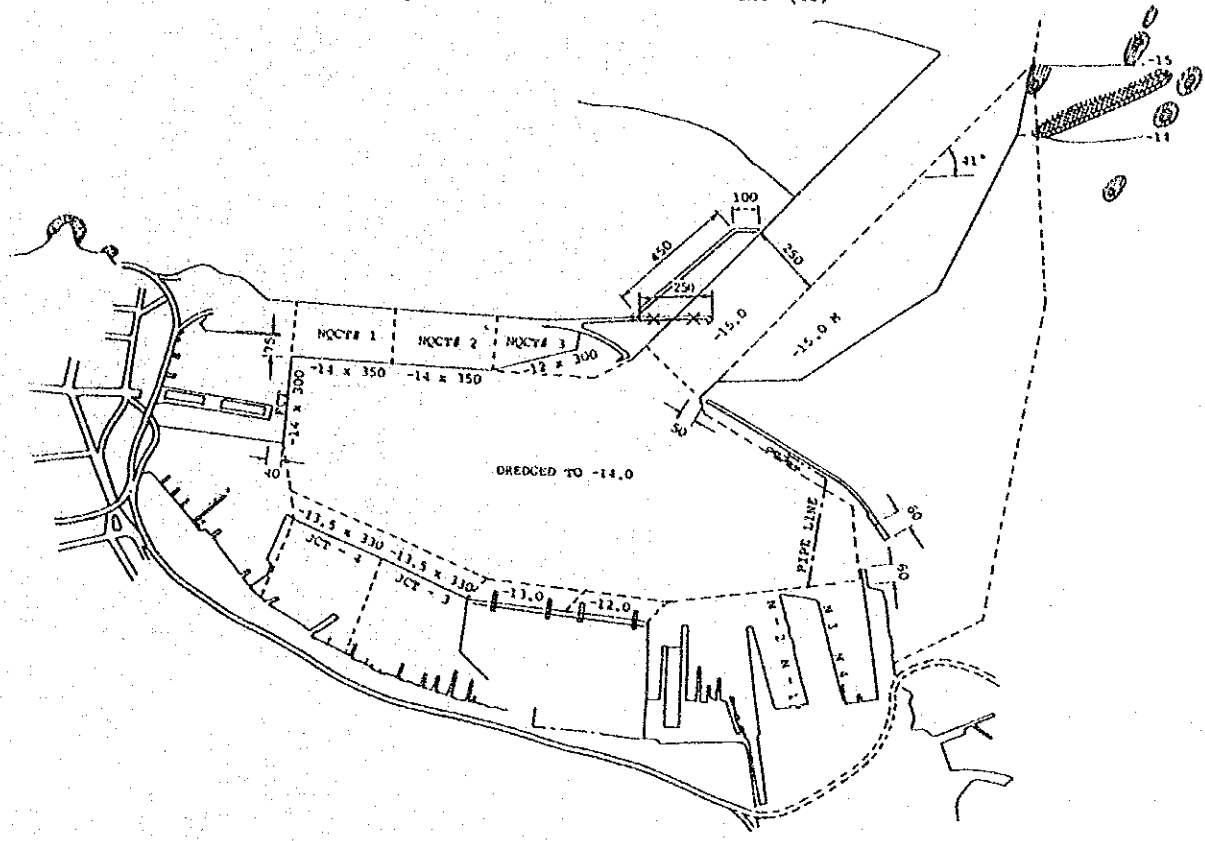 -15
-14
41°
100
450
250
250
-15.0
-15.0 M
NQCT# 1
NQCT# 2
NQCT# 3
75
-14 x 350
-14 x 350
-12 x 300
-14 x 300
50
40
DREDGED TO -14.0
PIPE LINE
60
60
-13.5 x 330
-13.5 x 330
JCT - 4
JCT - 3
-13.0
-12.0
N - 2
N - 1
N 3
N 4